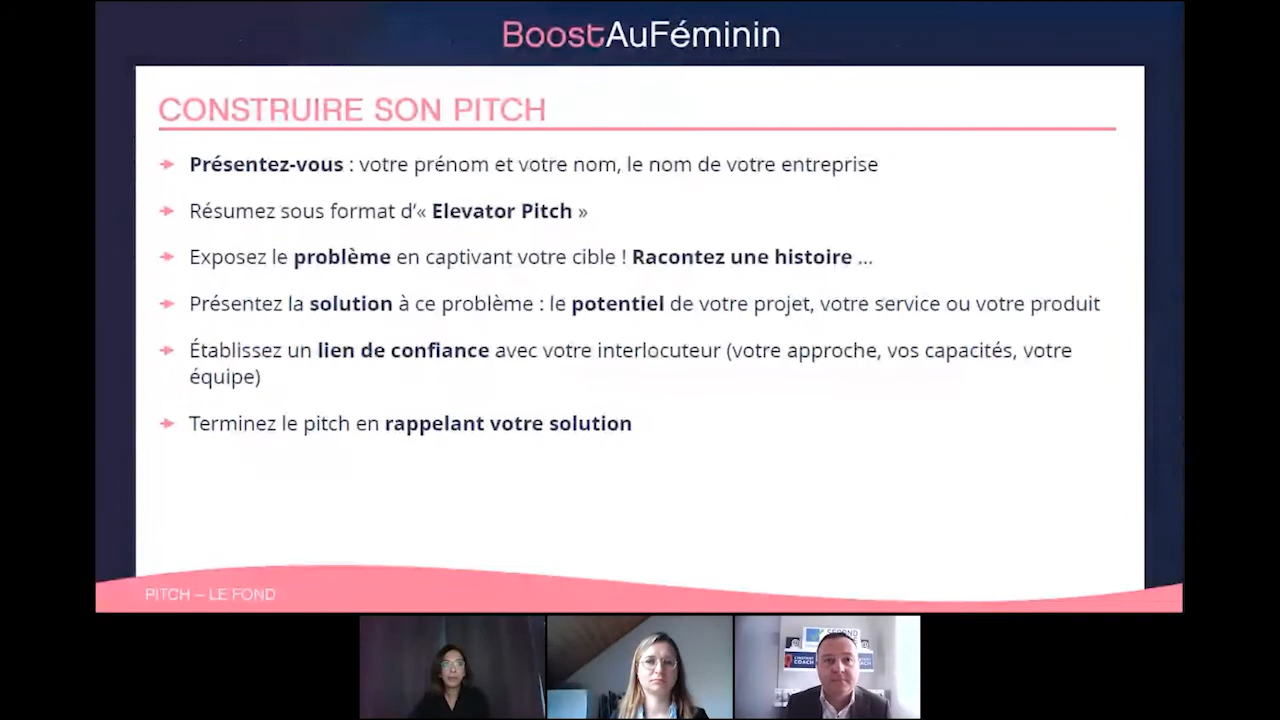 BoostAuFéminin
CONSTRUIRE SON PITCH
Présentez-vous : votre prénom et votre nom, le nom de votre entreprise
Résumez sous format d’« Elevator Pitch »
Exposez le problème en captivant votre cible ! Racontez une histoire …
Présentez la solution à ce problème : le potentiel de votre projet, votre service ou votre produit
Établissez un lien de confiance avec votre interlocuteur (votre approche, vos capacités, votre
équipe)
Terminez le pitch en rappelant votre solution
PITCH – LE FOND
SECOND
L'INSTANT
COACH